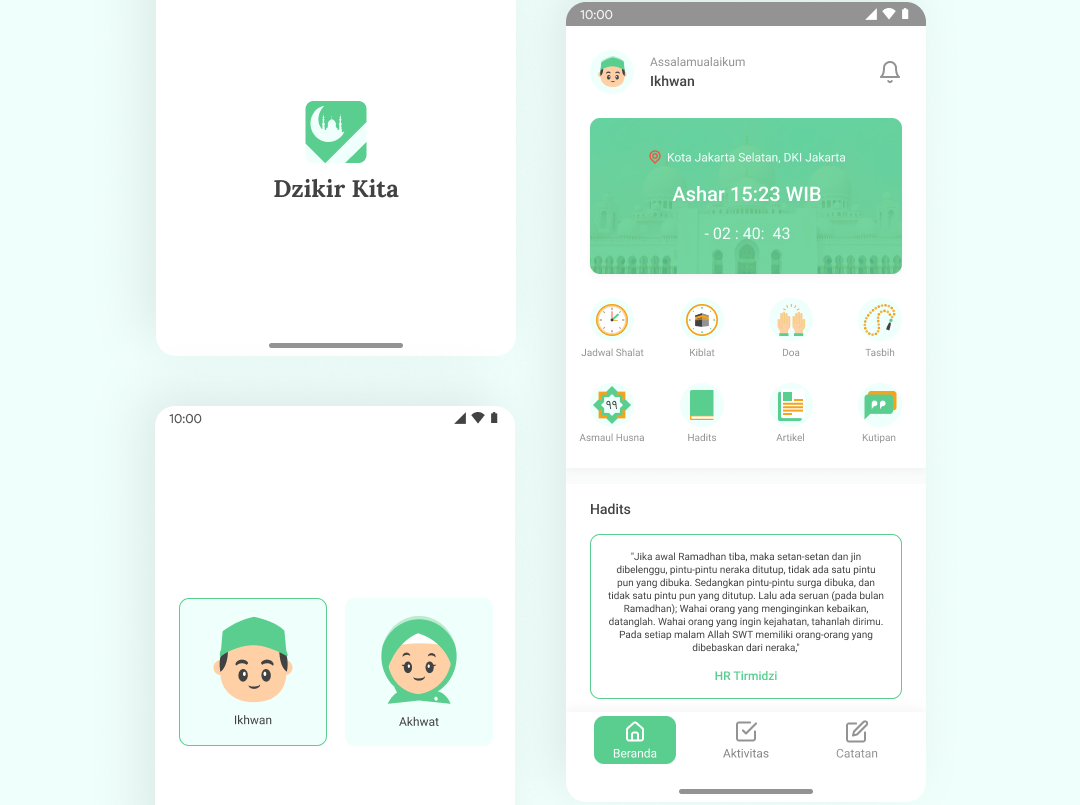 Dzikir Kita
10:00
Ikhwan
Akhwat
10:00
Assalamualaikum
Ikhwan
Kota Jakarta Selatan, DKI Jakarta
Ashar 15:23 WIB
- 02 : 40: 43
Jadwal Shalat
Kiblat
Doa
Tasbih
٩٩
Asmaul Husna
Hadits
Artikel
Kutipan
Hadits
"Jika awal Ramadhan tiba, maka setan-setan dan jin
dibelenggu, pintu-pintu neraka ditutup, tidak ada satu pintu
pun yang dibuka. Sedangkan pintu-pintu surga dibuka, dan
tidak satu pintu pun yang ditutup. Lalu ada seruan (pada bulan
Ramadhan); Wahai orang yang menginginkan kebaikan,
datanglah. Wahai orang yang ingin kejahatan, tahanlah dirimu.
Pada setiap malam Allah SWT memiliki orang-orang yang
dibebaskan dari neraka,"
HR Tirmidzi
Beranda
Aktivitas
Catatan